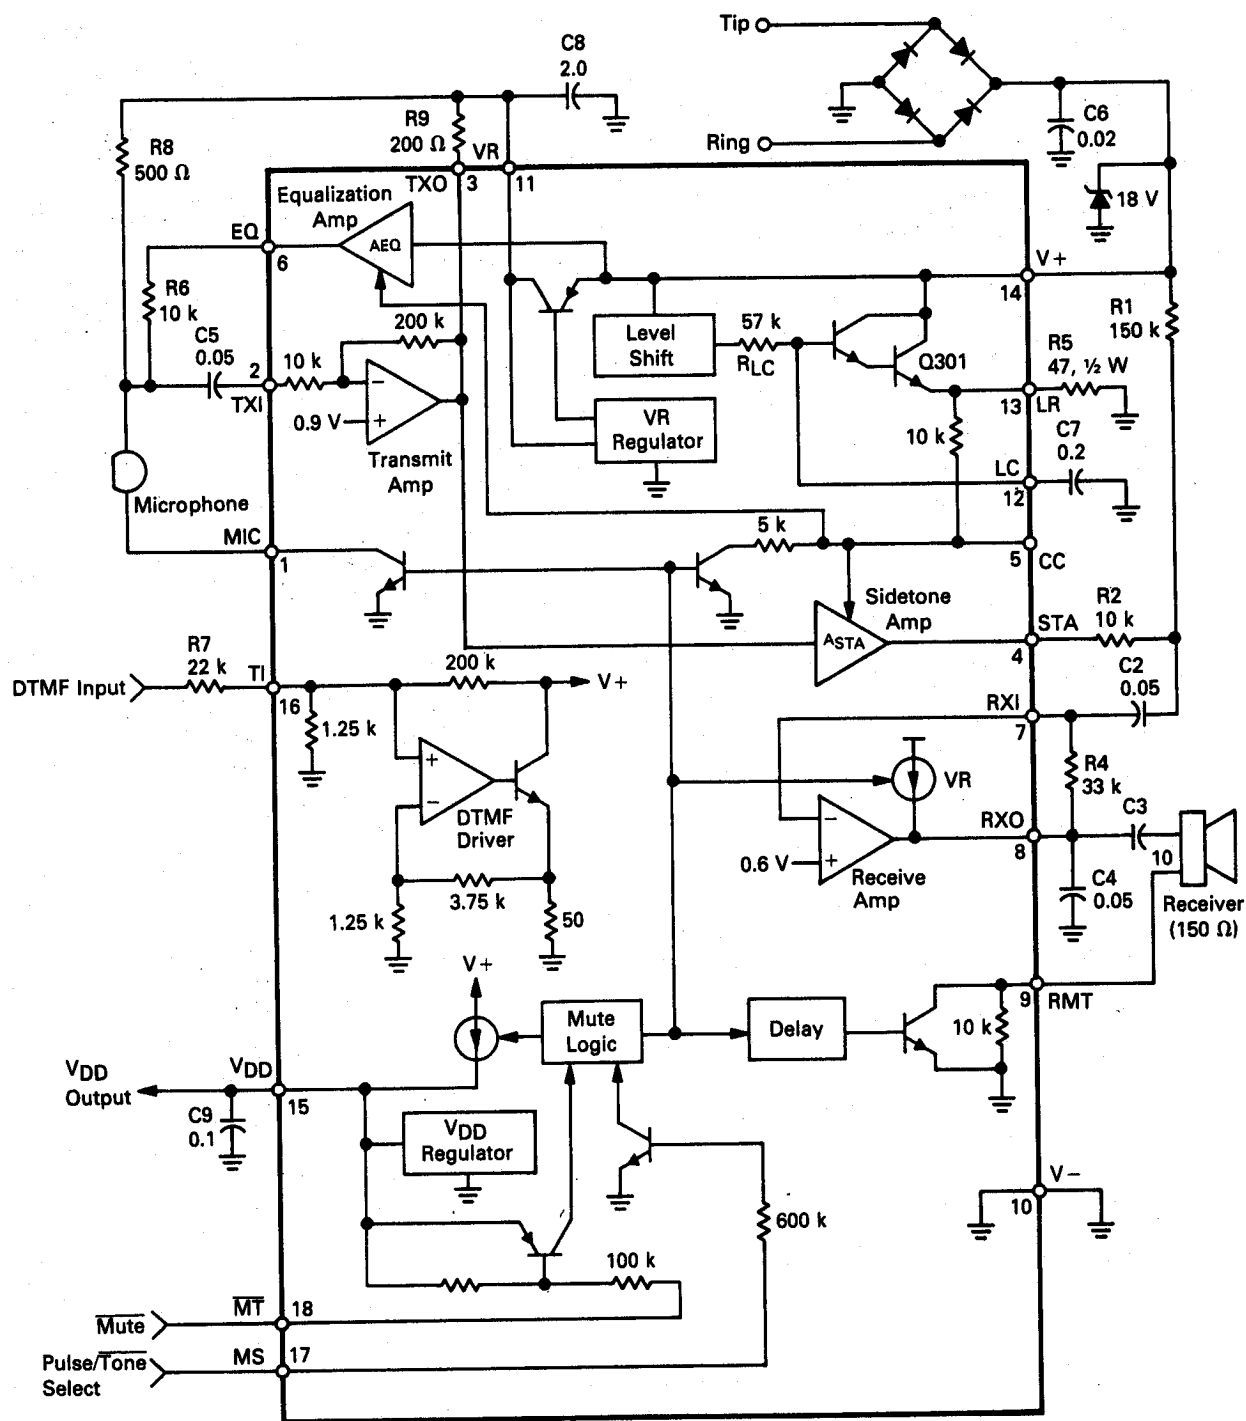 Tip
C8
2.0
R9
200 Ω
VR
Ring
C6
0.02
R8
500 Ω
TXO
3
11
18 V
Equalization
Amp
EQ
6
AEQ
V+
14
R6
10 k
C5
0.05
200 k
Level
Shift
57 k
RLC
Q301
R1
150 k
R5
47, ½ W
2
TXI
10 k
−
+
0.9 V
Transmit
Amp
VR
Regulator
13
LR
10 k
C7
0.2
LC
12
Microphone
MIC
1
5 k
5
CC
Sidetone
Amp
ASTA
STA
4
R2
10 k
R7
22 k
DTMF Input
TI
16
200 k
V+
1.25 k
C2
0.05
RXI
7
+
−
DTMF
Driver
VR
R4
33 k
RXO
8
C3
10
−
+
0.6 V
Receive
Amp
C4
0.05
Receiver
(150 Ω)
3.75 k
1.25 k
50
V+
Mute
Logic
Delay
10 k
9
RMT
VDD
Output
VDD
15
C9
0.1
VDD
Regulator
V−
10
600 k
100 k
Mute
MT
18
Pulse/Tone
Select
MS
17